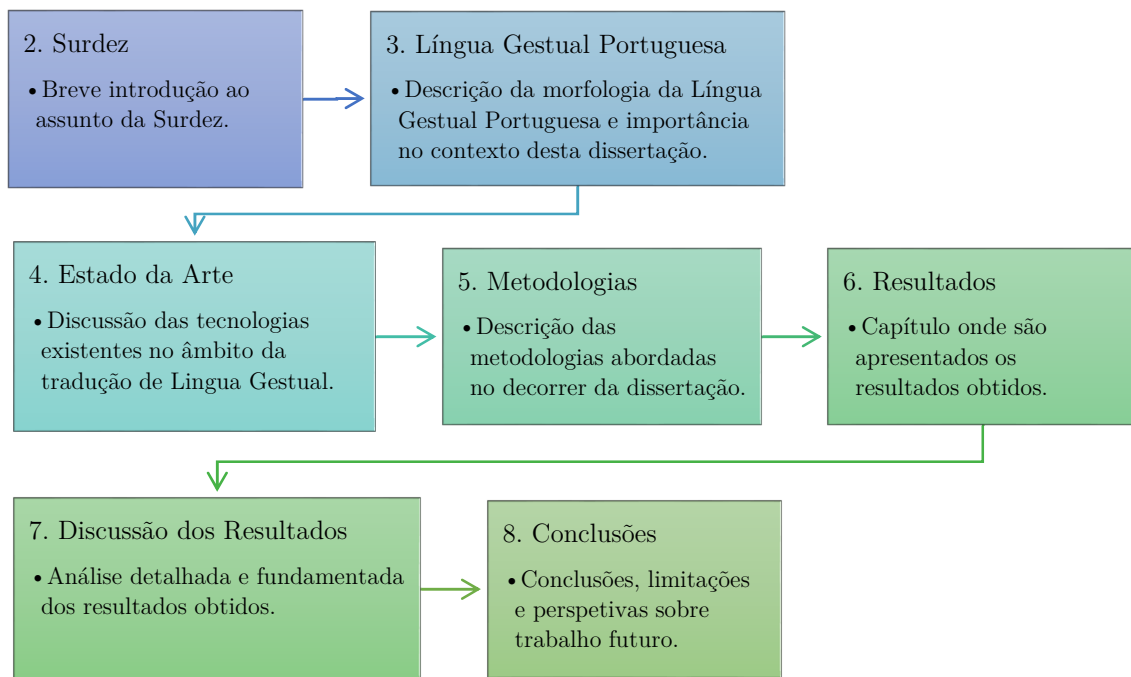 2. Surdez
• Breve introdução ao
assunto da Surdez.
3. Língua Gestual Portuguesa
• Descrição da morfologia da Língua
Gestual Portuguesa e importância
no contexto desta dissertação.
4. Estado da Arte
• Discussão das tecnologias
existentes no âmbito da
tradução de Lingua Gestual.
5. Metodologias
• Descrição das
metodologias abordadas
no decorrer da dissertação.
6. Resultados
• Capítulo onde são
apresentados os
resultados obtidos.
7. Discussão dos Resultados
• Análise detalhada e fundamentada
dos resultados obtidos.
8. Conclusões
• Conclusões, limitações
e perspetivas sobre
trabalho futuro.